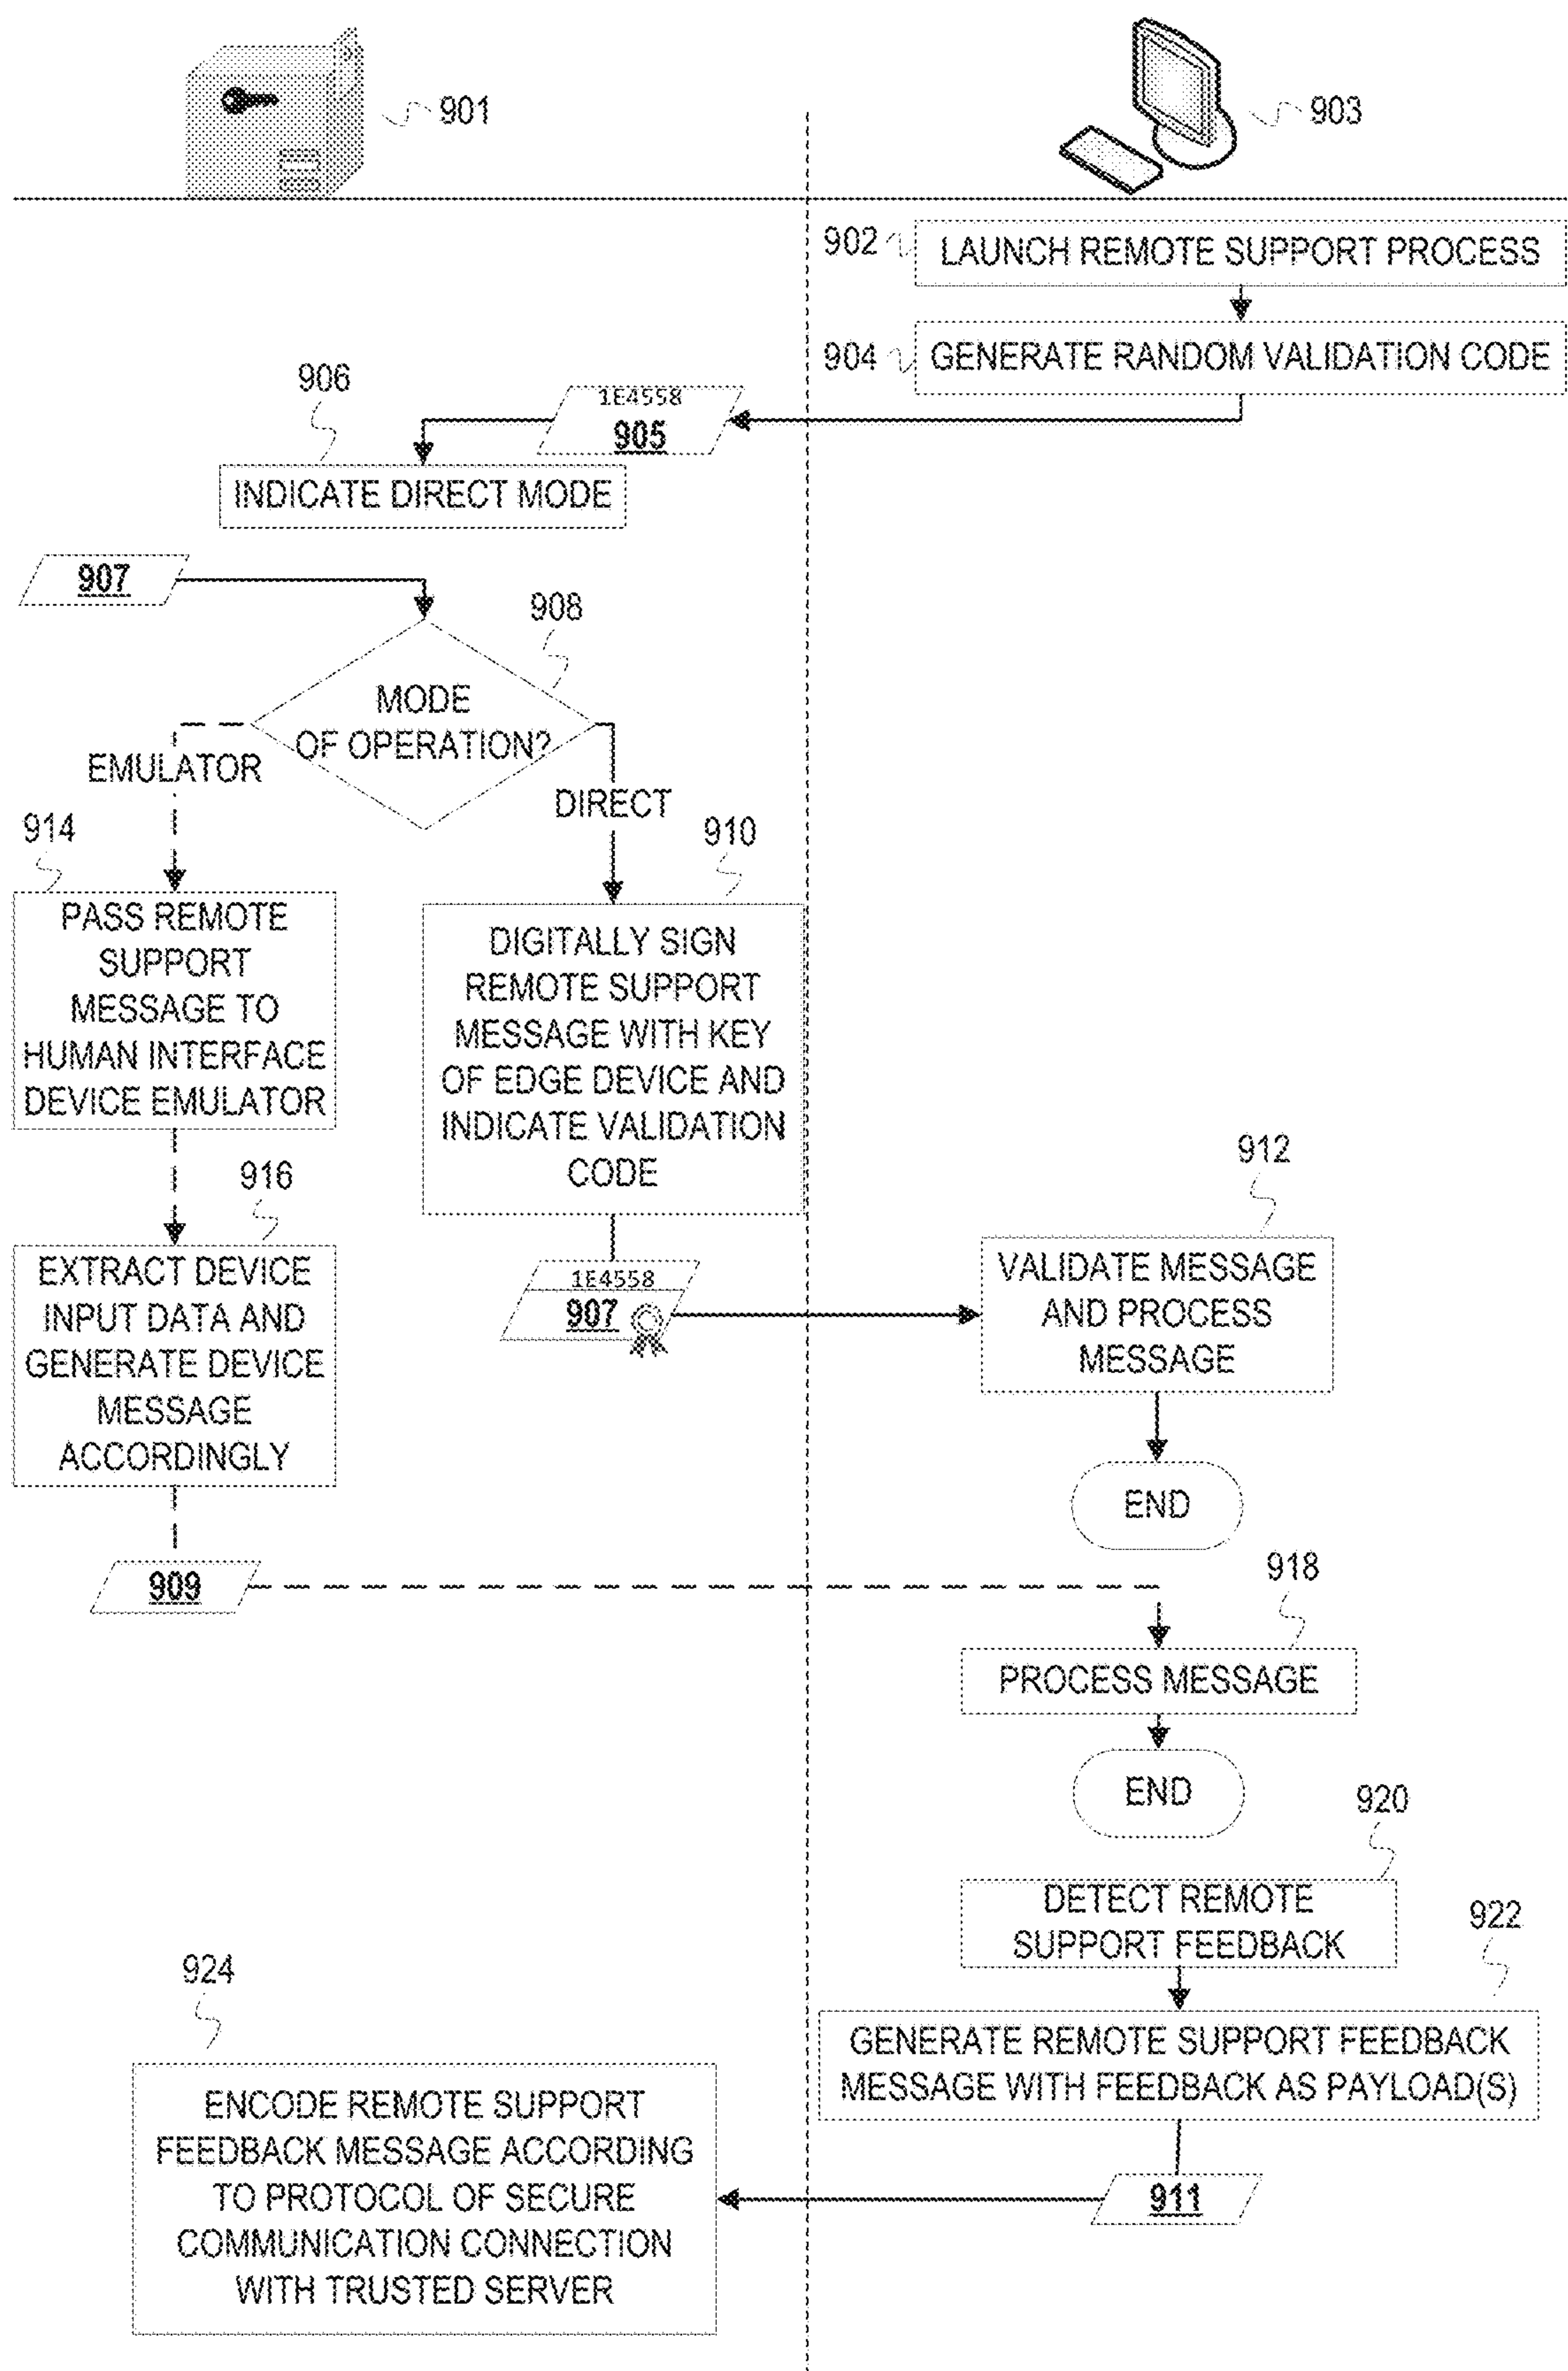 901
903
902
LAUNCH REMOTE SUPPORT PROCESS
904
GENERATE RANDOM VALIDATION CODE
906
1E4558
905
INDICATE DIRECT MODE
907
908
MODE
OF OPERATION?
EMULATOR
DIRECT
914
910
PASS REMOTE
SUPPORT
MESSAGE TO
HUMAN INTERFACE
DEVICE EMULATOR
DIGITALLY SIGN
REMOTE SUPPORT
MESSAGE WITH KEY
OF EDGE DEVICE AND
INDICATE VALIDATION
CODE
916
912
EXTRACT DEVICE
INPUT DATA AND
GENERATE DEVICE
MESSAGE
ACCORDINGLY
1E4558
907
VALIDATE MESSAGE
AND PROCESS
MESSAGE
END
909
918
PROCESS MESSAGE
END
920
DETECT REMOTE
SUPPORT FEEDBACK
922
924
GENERATE REMOTE SUPPORT FEEDBACK
MESSAGE WITH FEEDBACK AS PAYLOAD(S)
ENCODE REMOTE SUPPORT
FEEDBACK MESSAGE ACCORDING
TO PROTOCOL OF SECURE
COMMUNICATION CONNECTION
WITH TRUSTED SERVER
911